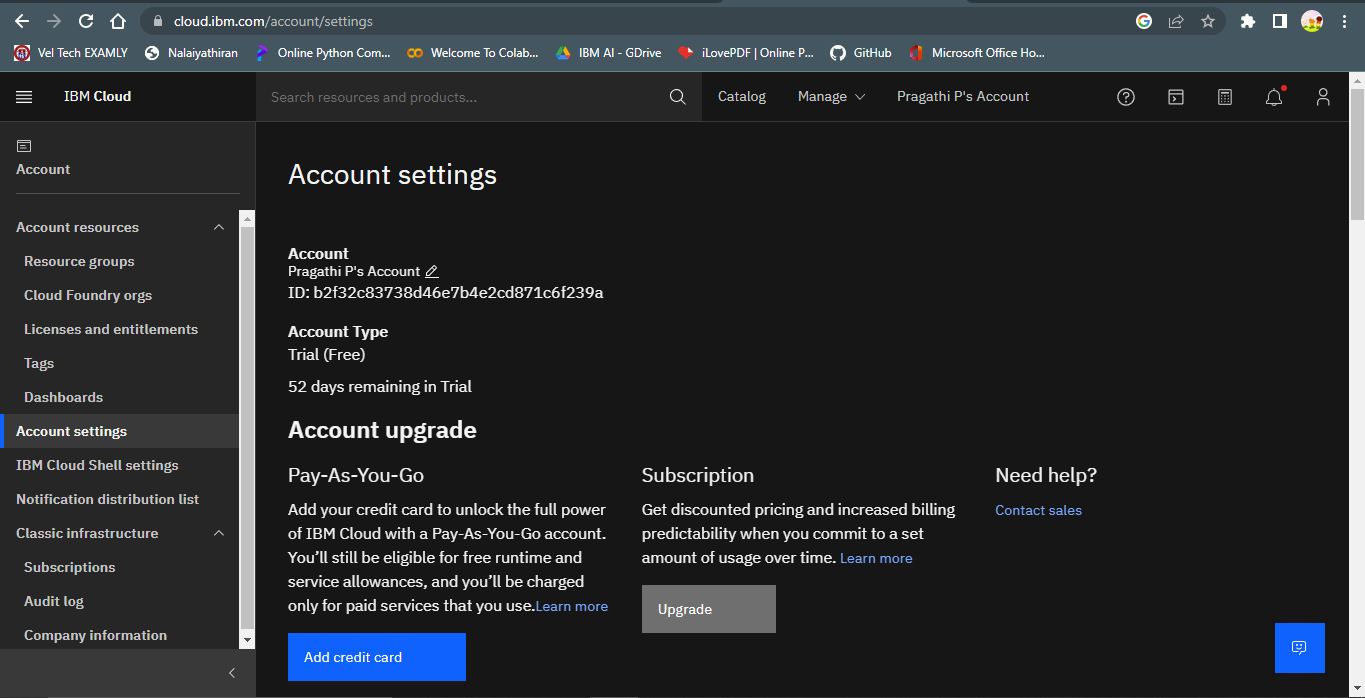 cloud.ibm.com/account/settings
Vel Tech EXAMLY
Nalaiyathiran
Online Python Com...
Welcome To Colab...
IBM AI - GDrive
iLovePDF | Online P...
GitHub
Microsoft Office Ho...
IBM Cloud
Search resources and products...
Catalog
Manage
Pragathi P's Account
Account
Account resources
Resource groups
Cloud Foundry orgs
Licenses and entitlements
Tags
Dashboards
Account settings
IBM Cloud Shell settings
Notification distribution list
Classic infrastructure
Subscriptions
Audit log
Company information
Account settings
Account
Pragathi P's Account
ID: b2f32c83738d46e7b4e2cd871c6f239a
Account Type
Trial (Free)
52 days remaining in Trial
Account upgrade
Pay-As-You-Go
Add your credit card to unlock the full power
of IBM Cloud with a Pay-As-You-Go account.
You’ll still be eligible for free runtime and
service allowances, and you’ll be charged
only for paid services that you use.Learn more
Add credit card
Subscription
Get discounted pricing and increased billing
predictability when you commit to a set
amount of usage over time. Learn more
Upgrade
Need help?
Contact sales